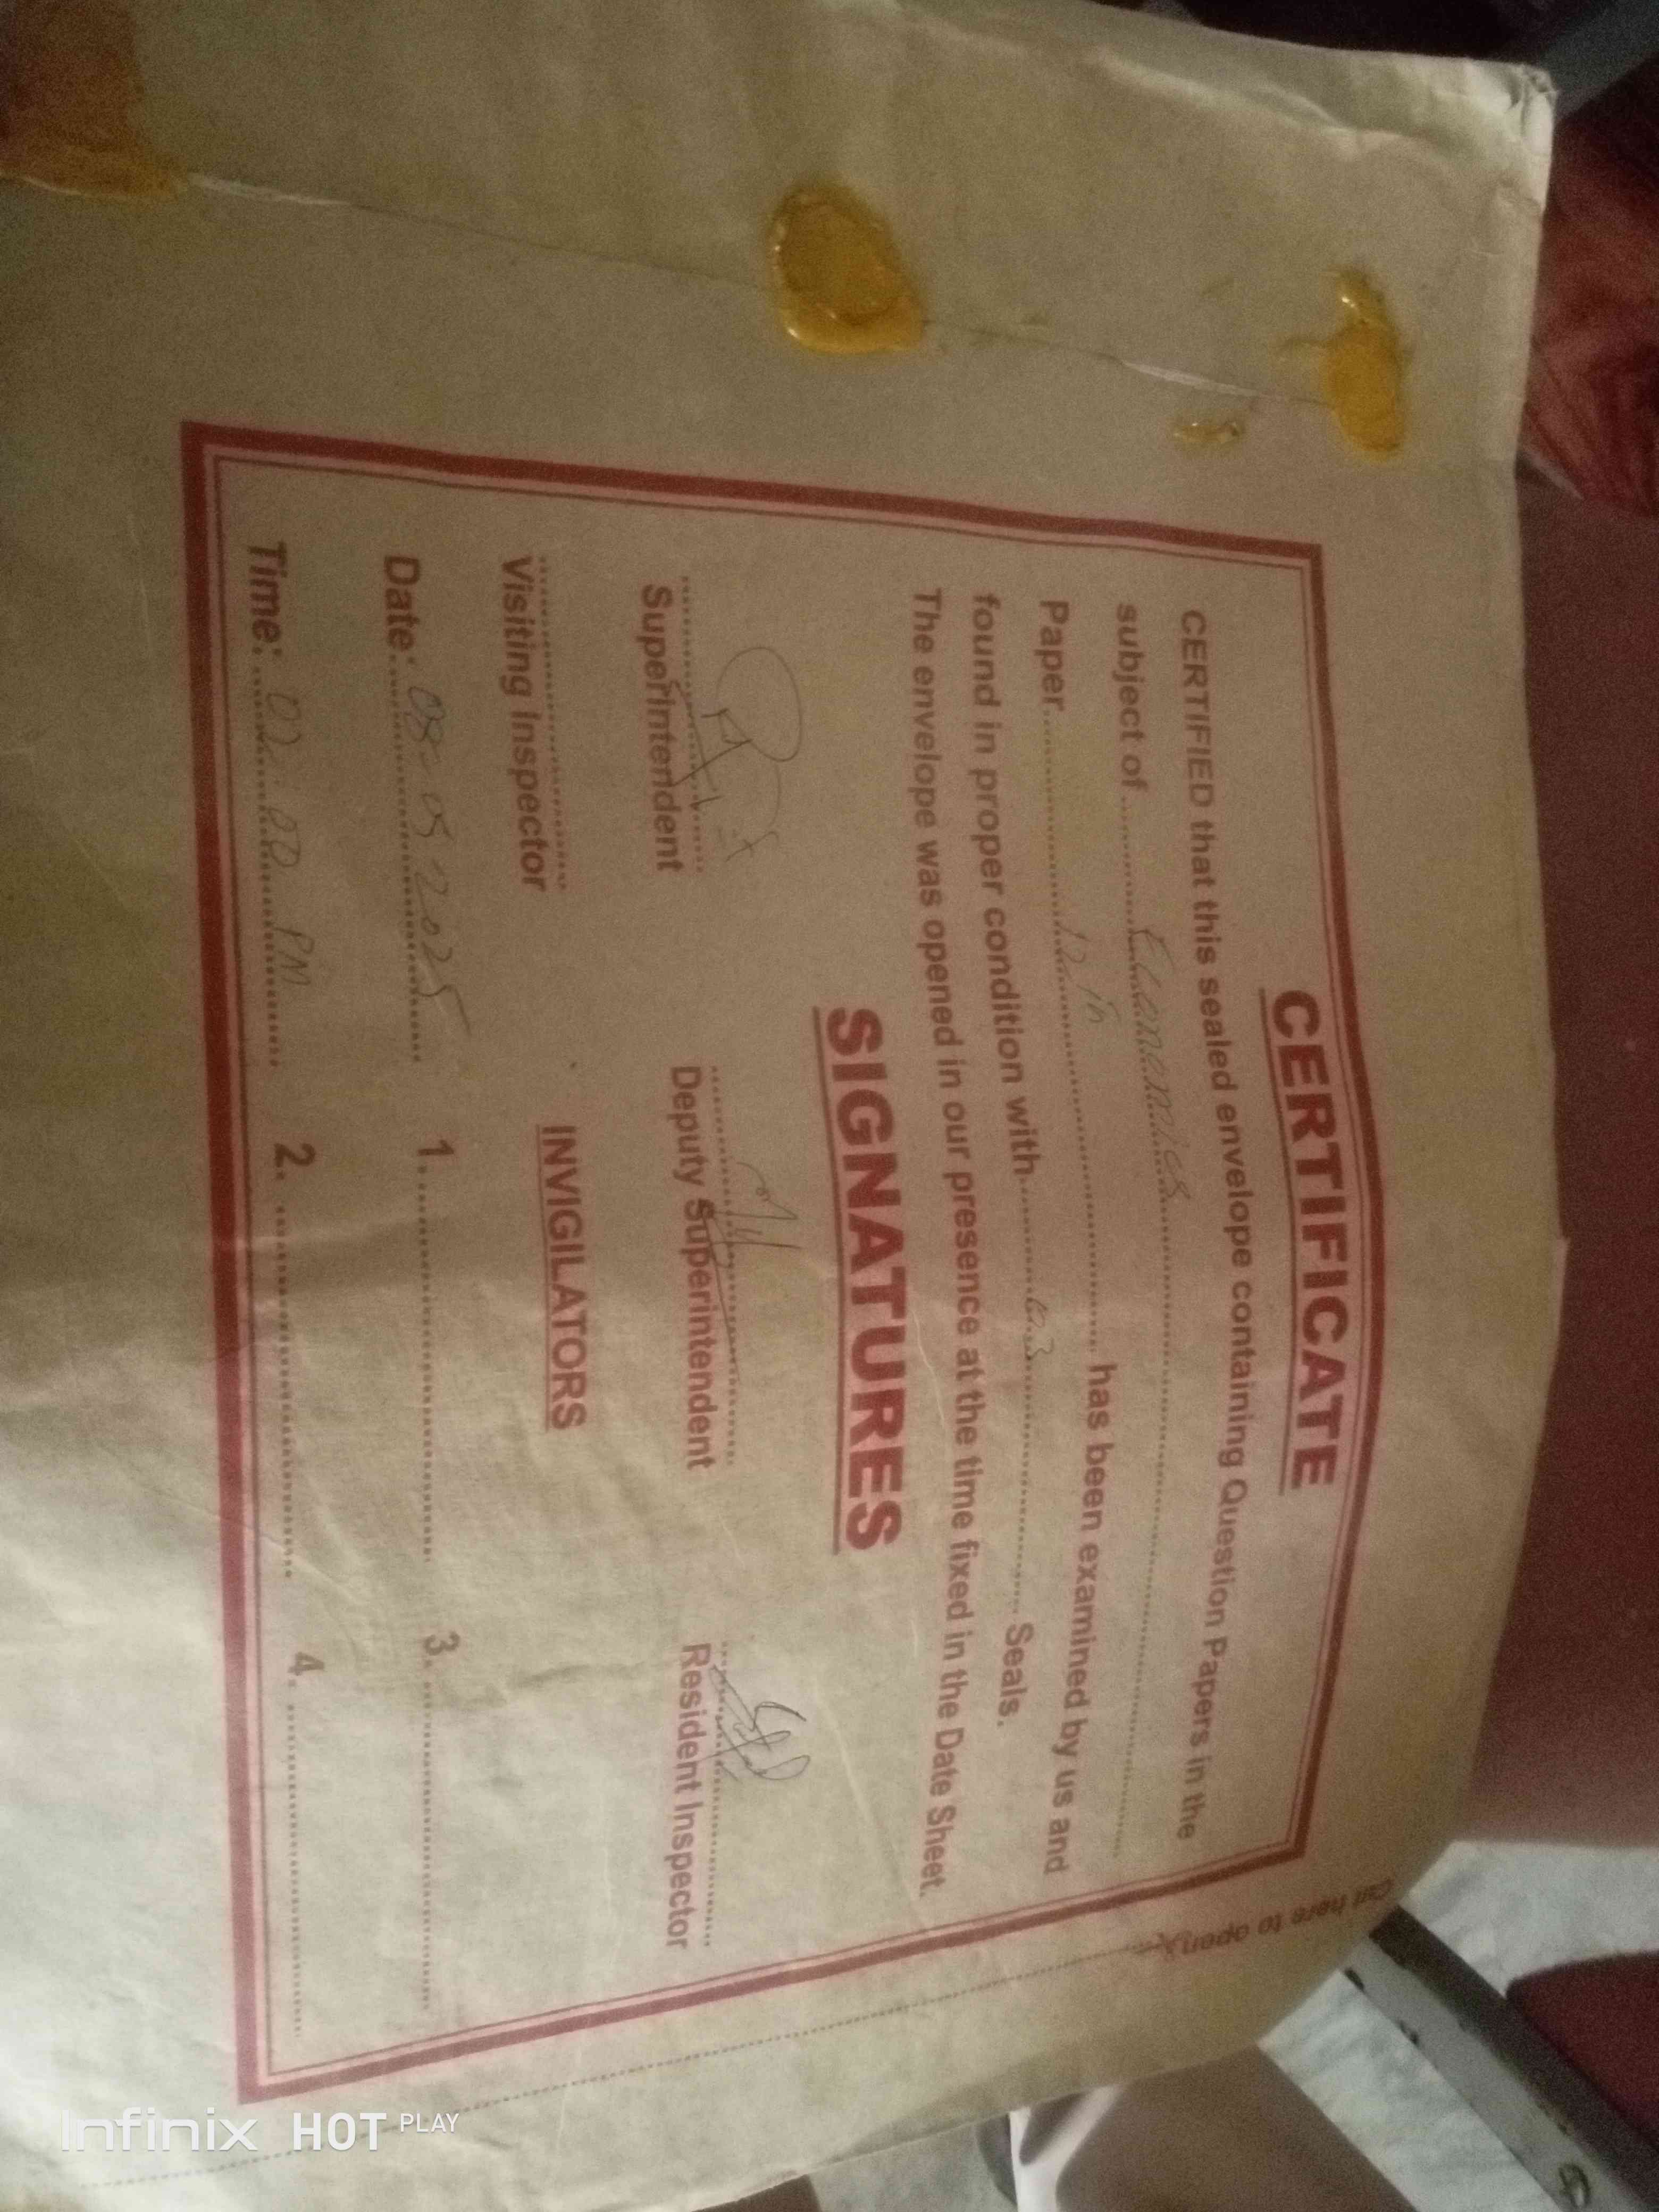 CERTIFICATE
CERTIFIED that this sealed envelope containing Question Papers in the
subject of Economics
Paper 12th has been examined by us and
found in proper condition with 03 Seals.
The envelope was opened in our presence at the time fixed in the Date Sheet.
SIGNATURES
Superintendent Deputy Superintendent Resident Inspector
Visiting Inspector INVIGILATORS
Date: 08-05-2025 1. 3.
Time: 02:00 PM 2. 4.
Cut here to open
Infinix HOT PLAY